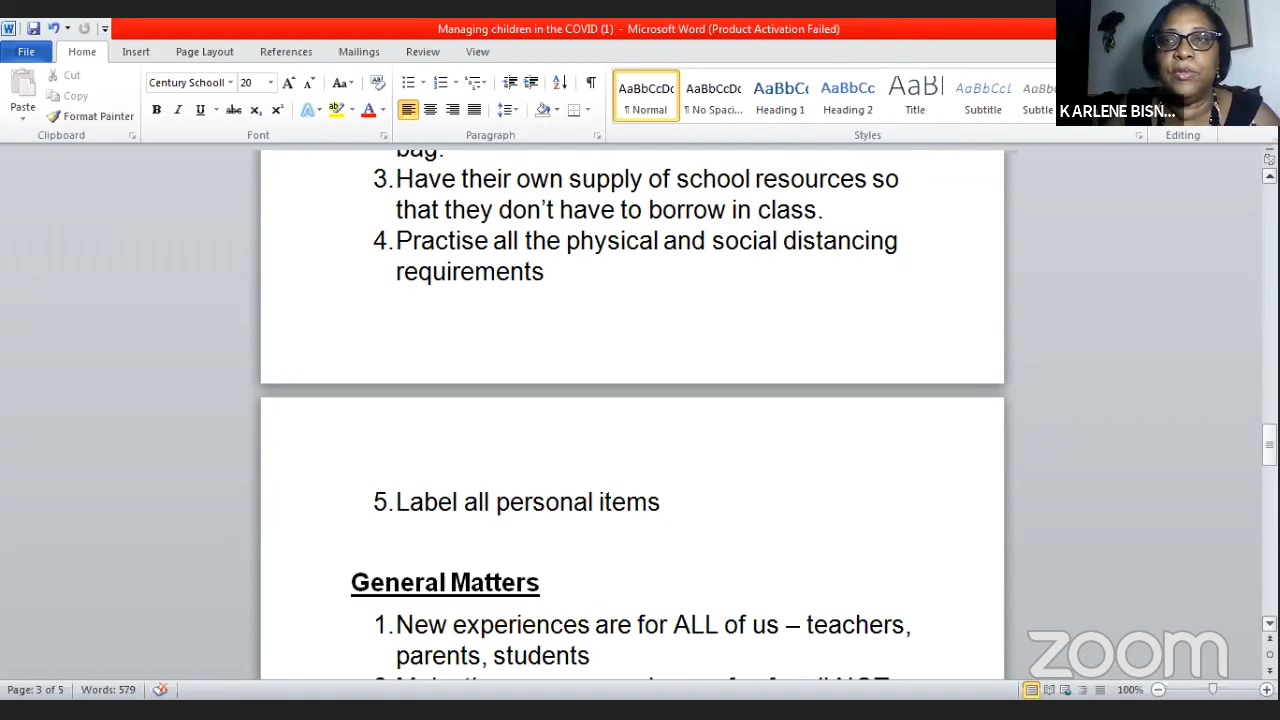 Managing children in the COVID (1) - Microsoft Word (Product Activation Failed)
File Home Insert Page Layout References Mailings Review View
KARLENE BISN...
Paste
Cut
Copy
Format Painter
Clipboard
Century Schooll 20
Font
Paragraph
AaBbCcDc AaBbCcDc AaBbCc AaBbCc AaBl AaBbCcL AaBbCcL
¶ Normal ¶ No Spaci... Heading 1 Heading 2 Title Subtitle Subtle
Styles
Editing
bag.
3. Have their own supply of school resources so
that they don't have to borrow in class.
4. Practise all the physical and social distancing
requirements
5. Label all personal items
General Matters
1. New experiences are for ALL of us – teachers,
parents, students
zoom
Page: 3 of 5 Words: 579 100%